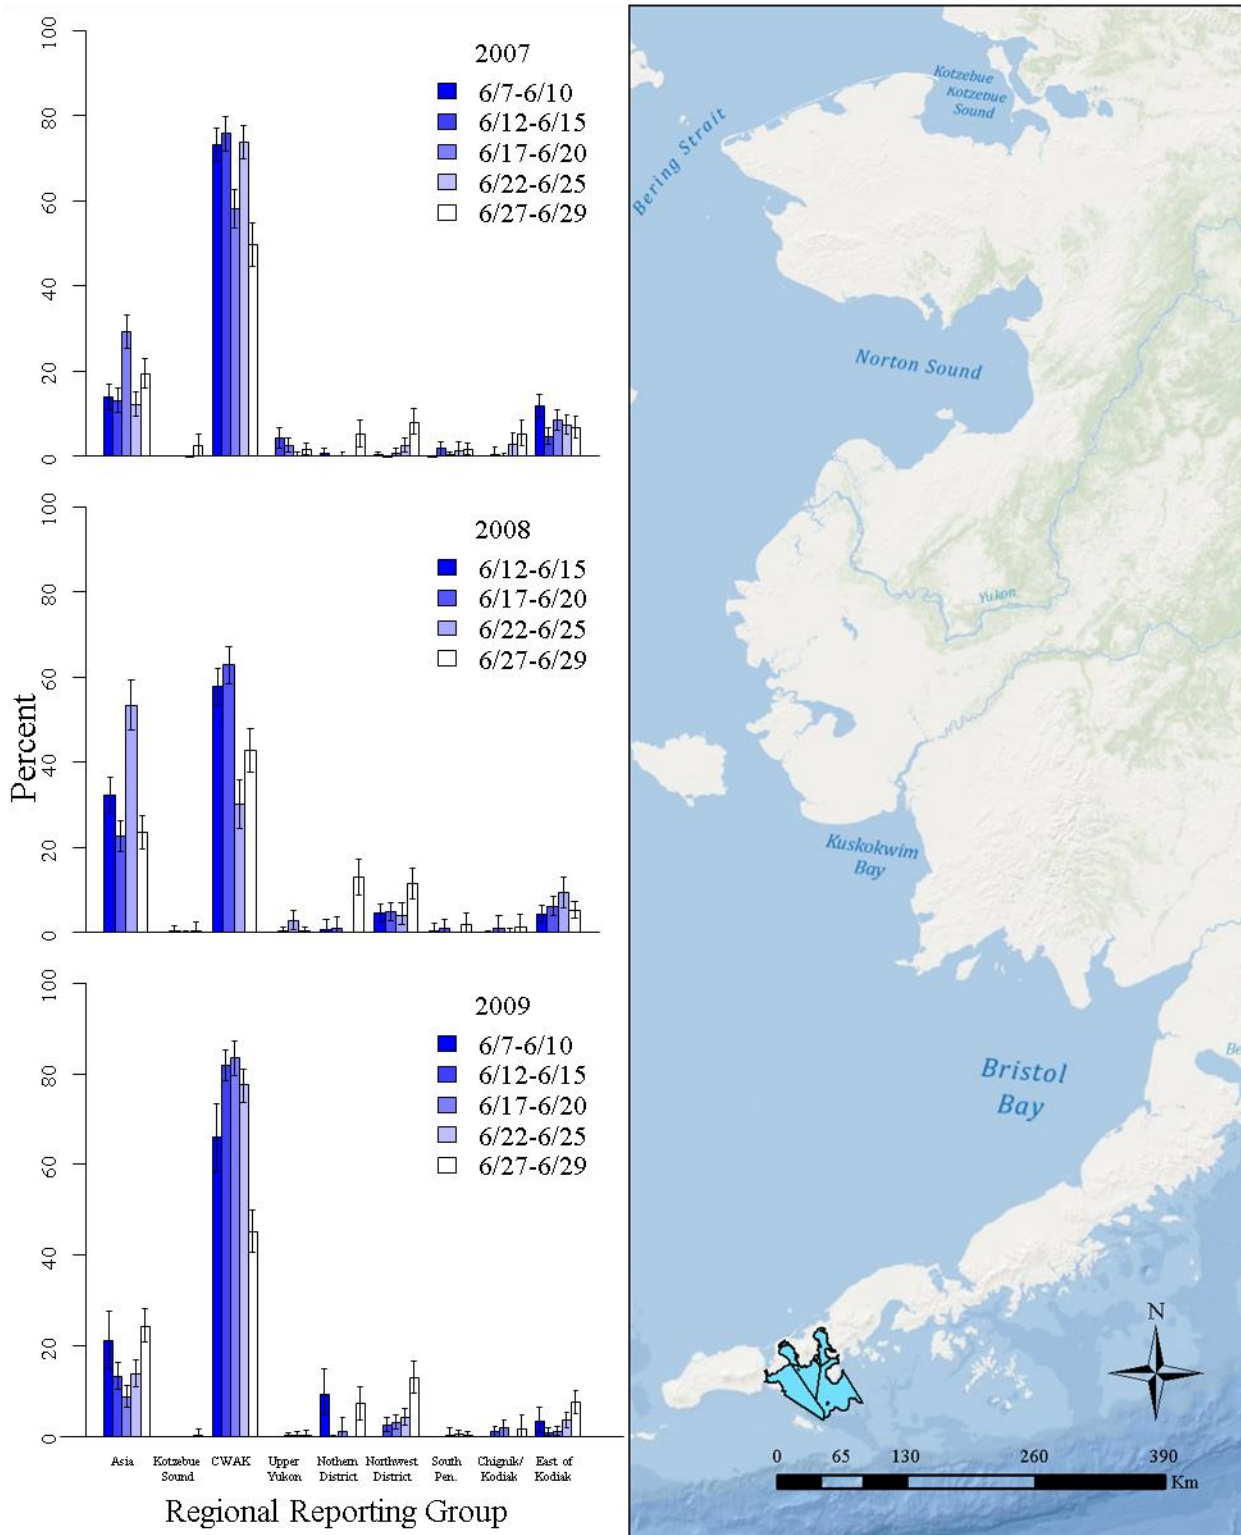 Percent
100
80
60
40
20
0
2007
6/7-6/10
6/12-6/15
6/17-6/20
6/22-6/25
6/27-6/29
100
80
60
40
20
0
2008
6/12-6/15
6/17-6/20
6/22-6/25
6/27-6/29
100
80
60
40
20
0
2009
6/7-6/10
6/12-6/15
6/17-6/20
6/22-6/25
6/27-6/29
Asia
Kotzebue
Sound
CWAK
Upper
Yukon
Nothern
District
Northwest
District
South
Pen.
Chignik/
Kodiak
East of
Kodiak
Regional Reporting Group
Kotzebue
Kotzebue
Sound
Bering Strait
Norton Sound
Yukon
Kuskokwim
Bay
Bristol
Bay
Be
N
0 65 130 260 390
Km